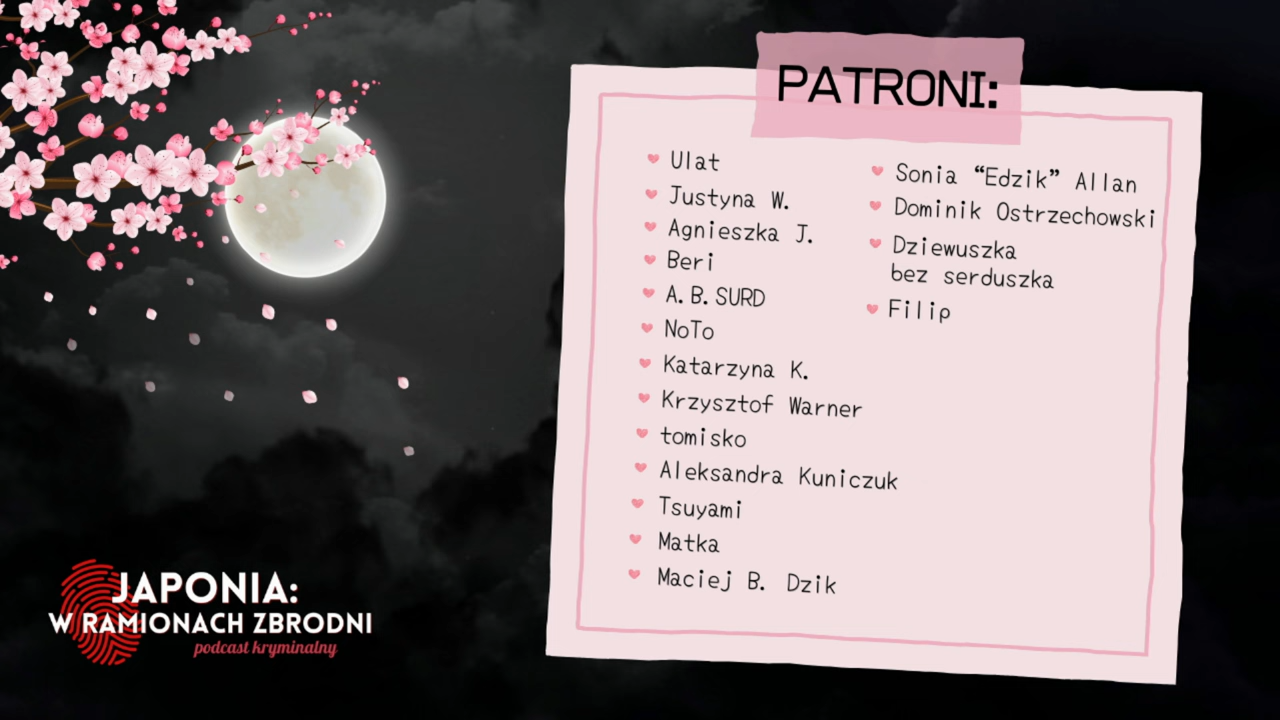 PATRONI:
Ulat
Justyna W.
Agnieszka J.
Beri
A.B.SURD
NoTo
Katarzyna K.
Krzysztof Warner
tomisko
Aleksandra Kuniczuk
Tsuyami
Matka
Maciej B. Dzik
Sonia “Edzik” Allan
Dominik Ostrzechowski
Dziewuszka
bez serduszka
Filip
JAPONIA:
W RAMIONACH ZBRODNI
podcast kryminalny